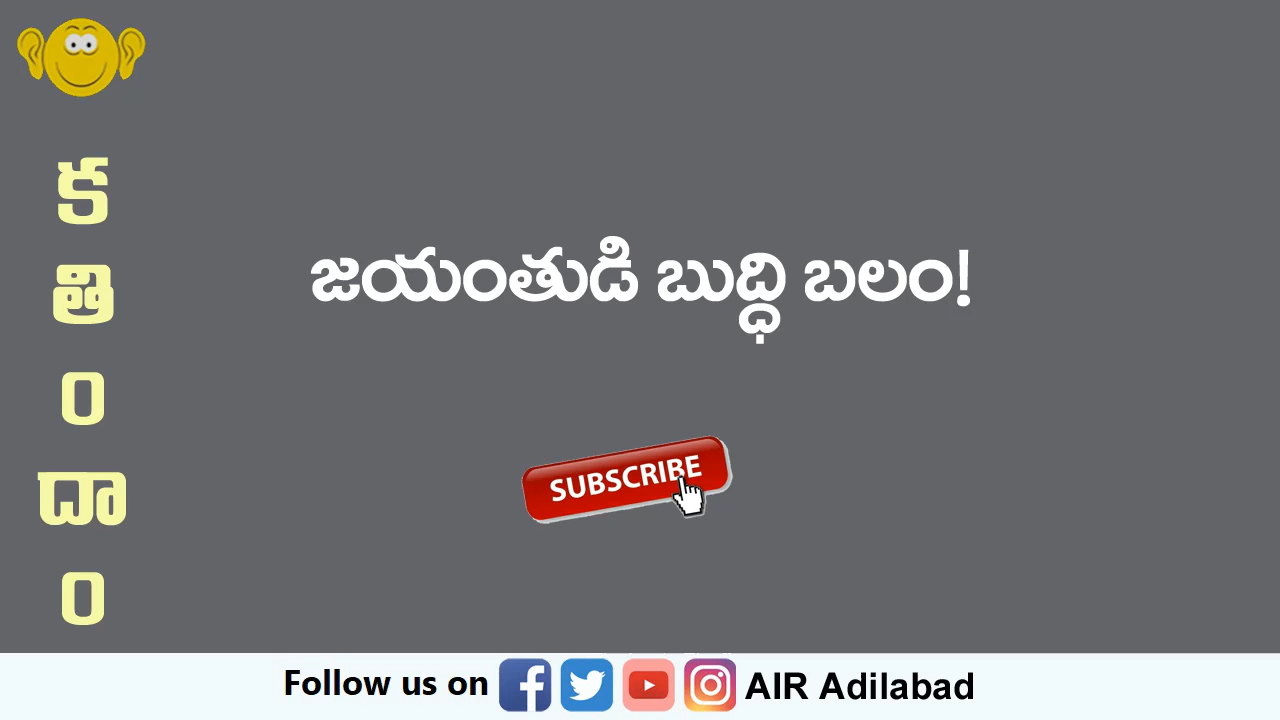 క
తిం
దాం
జయంతుడి బుద్ధి బలం!
SUBSCRIBE
Follow us on AIR Adilabad